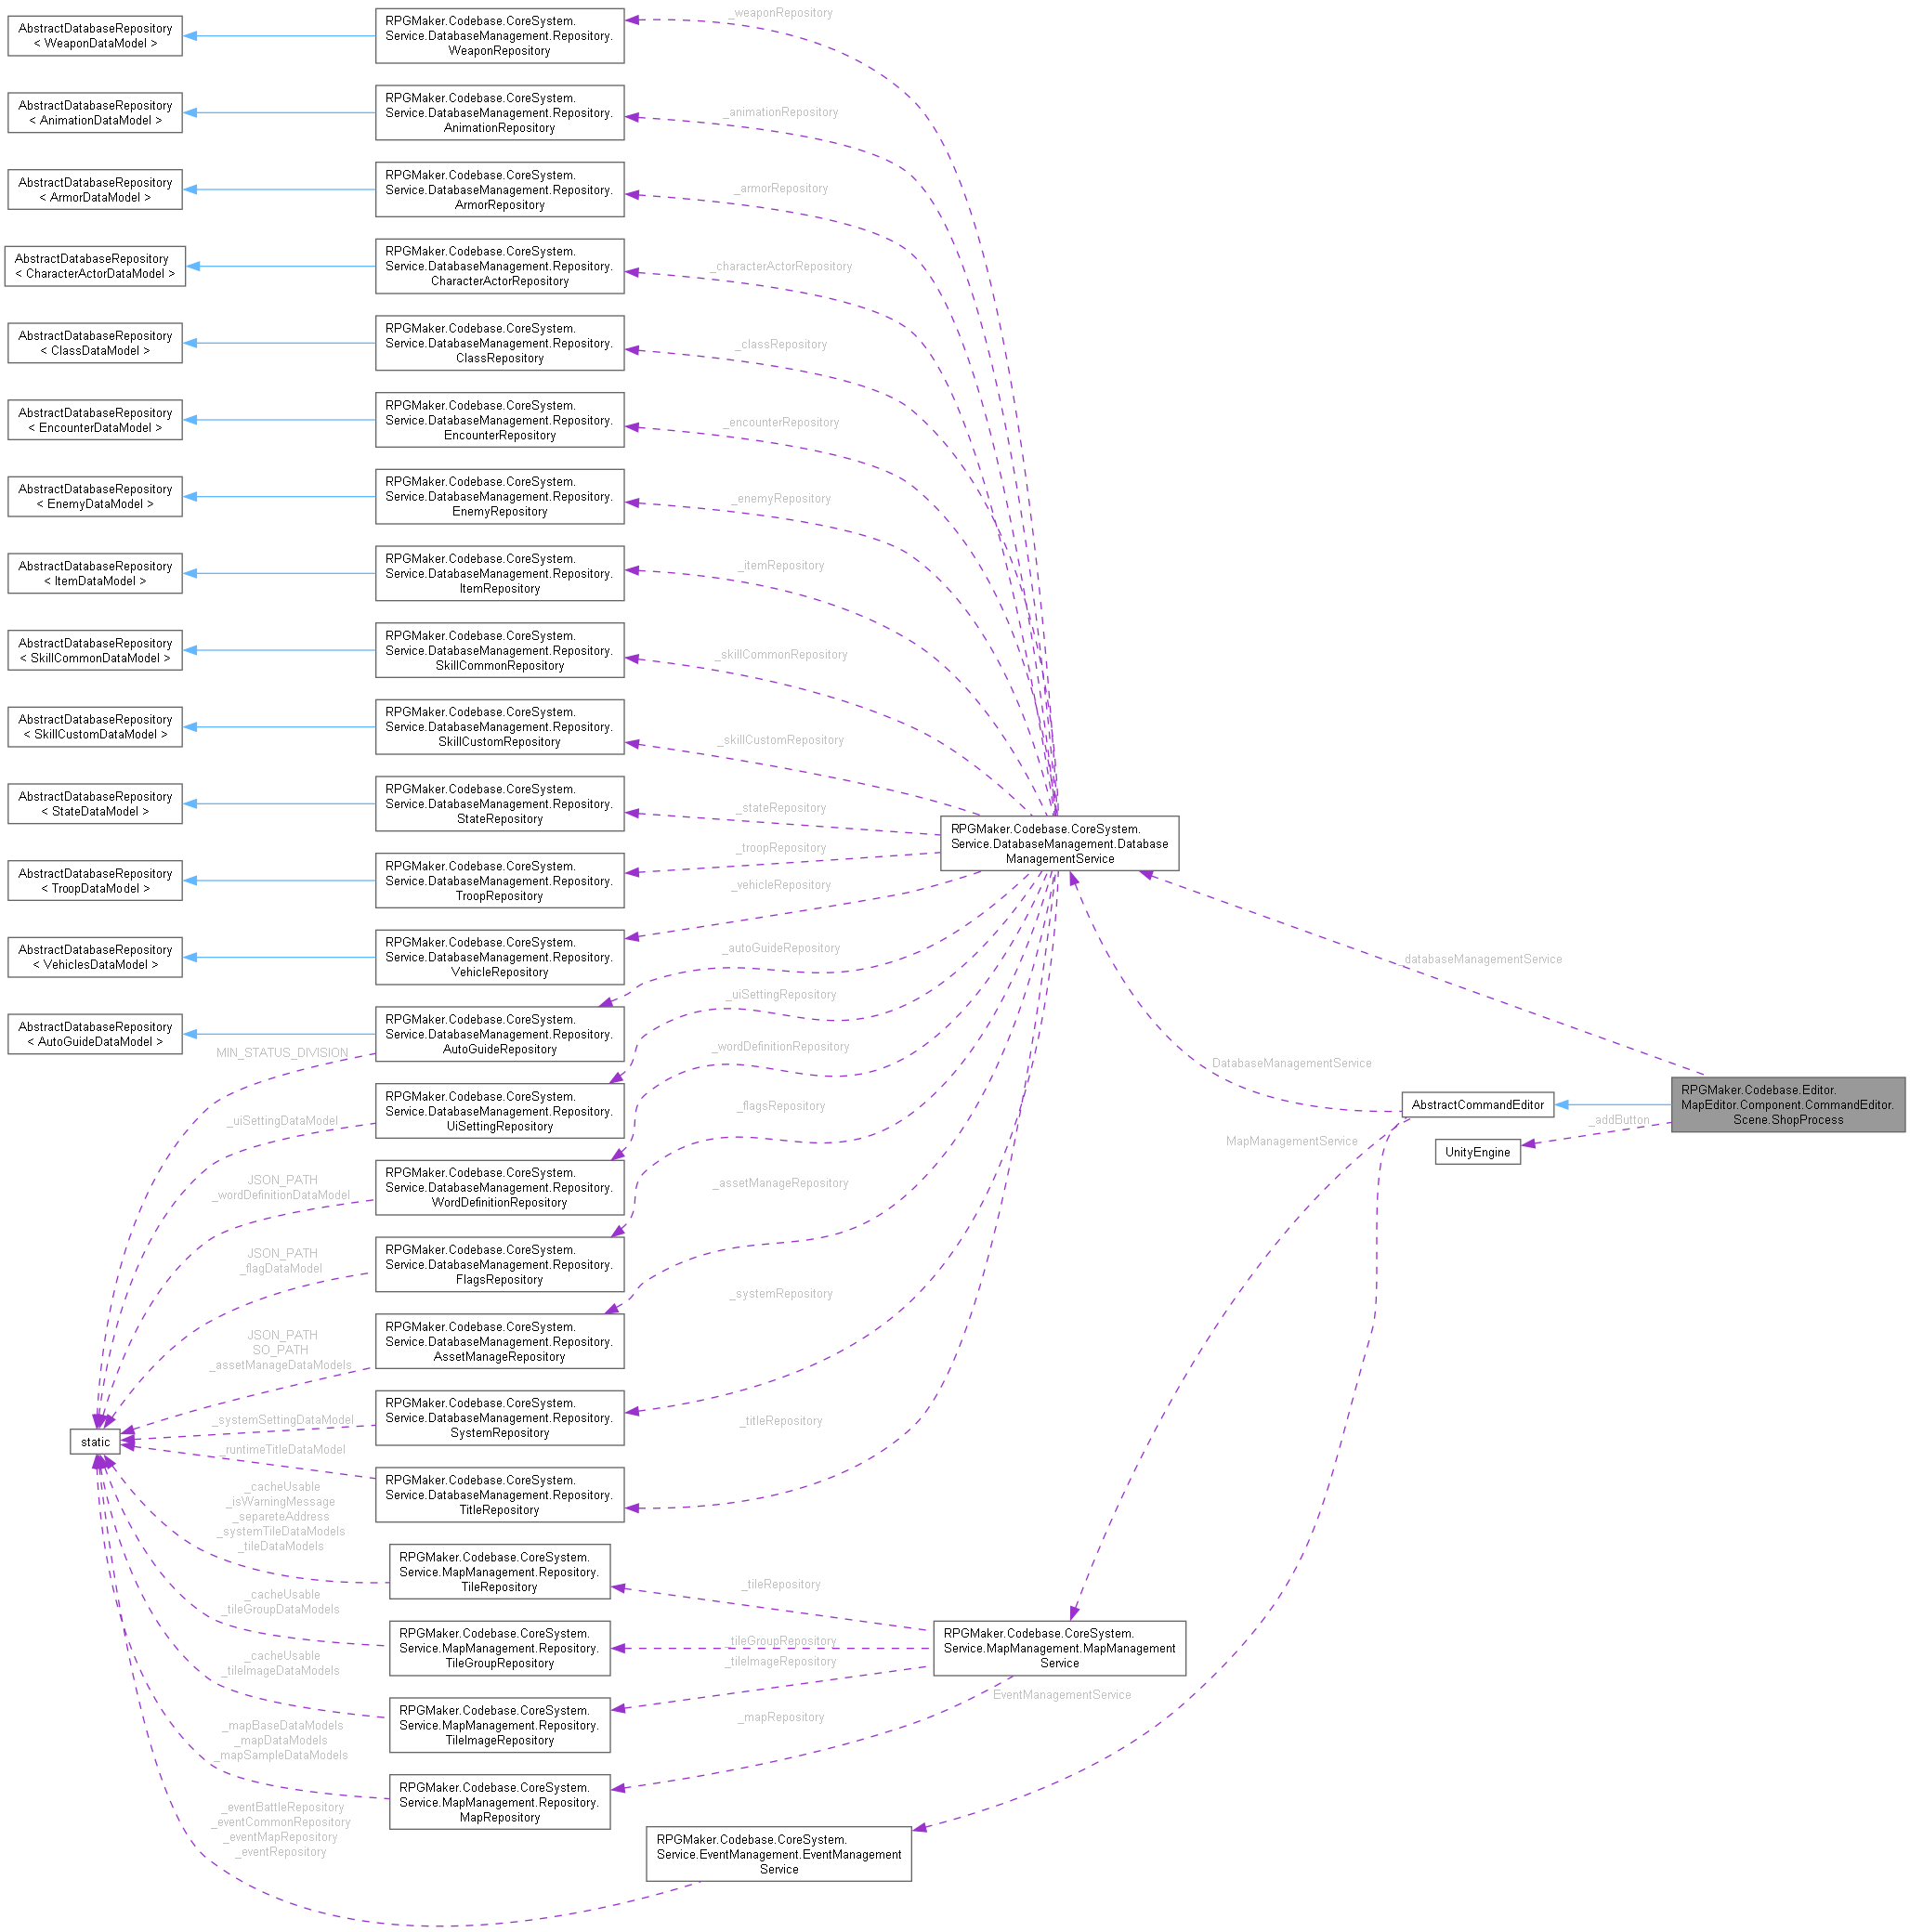 AbstractDatabaseRepository
< WeaponDataModel >
AbstractDatabaseRepository
< AnimationDataModel >
AbstractDatabaseRepository
< ArmorDataModel >
AbstractDatabaseRepository
< CharacterActorDataModel >
AbstractDatabaseRepository
< ClassDataModel >
AbstractDatabaseRepository
< EncounterDataModel >
AbstractDatabaseRepository
< EnemyDataModel >
AbstractDatabaseRepository
< ItemDataModel >
AbstractDatabaseRepository
< SkillCommonDataModel >
AbstractDatabaseRepository
< SkillCustomDataModel >
AbstractDatabaseRepository
< StateDataModel >
AbstractDatabaseRepository
< TroopDataModel >
AbstractDatabaseRepository
< VehiclesDataModel >
AbstractDatabaseRepository
< AutoGuideDataModel >
static
MIN_STATUS_DIVISION
_uiSettingDataModel
JSON_PATH
_wordDefinitionDataModel
JSON_PATH
_flagDataModel
JSON_PATH
SO_PATH
_assetManageDataModels
_systemSettingDataModel
_runtimeTitleDataModel
_cacheUsable
_isWarningMessage
_separeteAddress
_systemTileDataModels
_tileDataModels
_cacheUsable
_tileGroupDataModels
_cacheUsable
_tileImageDataModels
_mapBaseDataModels
_mapDataModels
_mapSampleDataModels
_eventBattleRepository
_eventCommonRepository
_eventMapRepository
_eventRepository
RPGMaker.Codebase.CoreSystem.
Service.DatabaseManagement.Repository.
WeaponRepository
RPGMaker.Codebase.CoreSystem.
Service.DatabaseManagement.Repository.
AnimationRepository
RPGMaker.Codebase.CoreSystem.
Service.DatabaseManagement.Repository.
ArmorRepository
RPGMaker.Codebase.CoreSystem.
Service.DatabaseManagement.Repository.
CharacterActorRepository
RPGMaker.Codebase.CoreSystem.
Service.DatabaseManagement.Repository.
ClassRepository
RPGMaker.Codebase.CoreSystem.
Service.DatabaseManagement.Repository.
EncounterRepository
RPGMaker.Codebase.CoreSystem.
Service.DatabaseManagement.Repository.
EnemyRepository
RPGMaker.Codebase.CoreSystem.
Service.DatabaseManagement.Repository.
ItemRepository
RPGMaker.Codebase.CoreSystem.
Service.DatabaseManagement.Repository.
SkillCommonRepository
RPGMaker.Codebase.CoreSystem.
Service.DatabaseManagement.Repository.
SkillCustomRepository
RPGMaker.Codebase.CoreSystem.
Service.DatabaseManagement.Repository.
StateRepository
RPGMaker.Codebase.CoreSystem.
Service.DatabaseManagement.Repository.
TroopRepository
RPGMaker.Codebase.CoreSystem.
Service.DatabaseManagement.Repository.
VehicleRepository
RPGMaker.Codebase.CoreSystem.
Service.DatabaseManagement.Repository.
AutoGuideRepository
RPGMaker.Codebase.CoreSystem.
Service.DatabaseManagement.Repository.
UiSettingRepository
RPGMaker.Codebase.CoreSystem.
Service.DatabaseManagement.Repository.
WordDefinitionRepository
RPGMaker.Codebase.CoreSystem.
Service.DatabaseManagement.Repository.
FlagsRepository
RPGMaker.Codebase.CoreSystem.
Service.DatabaseManagement.Repository.
AssetManageRepository
RPGMaker.Codebase.CoreSystem.
Service.DatabaseManagement.Repository.
SystemRepository
RPGMaker.Codebase.CoreSystem.
Service.DatabaseManagement.Repository.
TitleRepository
RPGMaker.Codebase.CoreSystem.
Service.MapManagement.Repository.
TileRepository
RPGMaker.Codebase.CoreSystem.
Service.MapManagement.Repository.
TileGroupRepository
RPGMaker.Codebase.CoreSystem.
Service.MapManagement.Repository.
TileImageRepository
RPGMaker.Codebase.CoreSystem.
Service.MapManagement.Repository.
MapRepository
_weaponRepository
_animationRepository
_armorRepository
_characterActorRepository
_classRepository
_encounterRepository
_enemyRepository
_itemRepository
_skillCommonRepository
_skillCustomRepository
_stateRepository
_troopRepository
_vehicleRepository
_autoGuideRepository
_uiSettingRepository
_wordDefinitionRepository
_flagsRepository
_assetManageRepository
_systemRepository
_titleRepository
_tileRepository
_tileGroupRepository
_tileImageRepository
_mapRepository
RPGMaker.Codebase.CoreSystem.
Service.EventManagement.EventManagement
Service
RPGMaker.Codebase.CoreSystem.
Service.DatabaseManagement.Database
ManagementService
RPGMaker.Codebase.CoreSystem.
Service.MapManagement.MapManagement
Service
_databaseManagementService
DatabaseManagementService
MapManagementService
EventManagementService
AbstractCommandEditor
UnityEngine
_addButton
RPGMaker.Codebase.Editor.
MapEditor.Component.CommandEditor.
Scene.ShopProcess